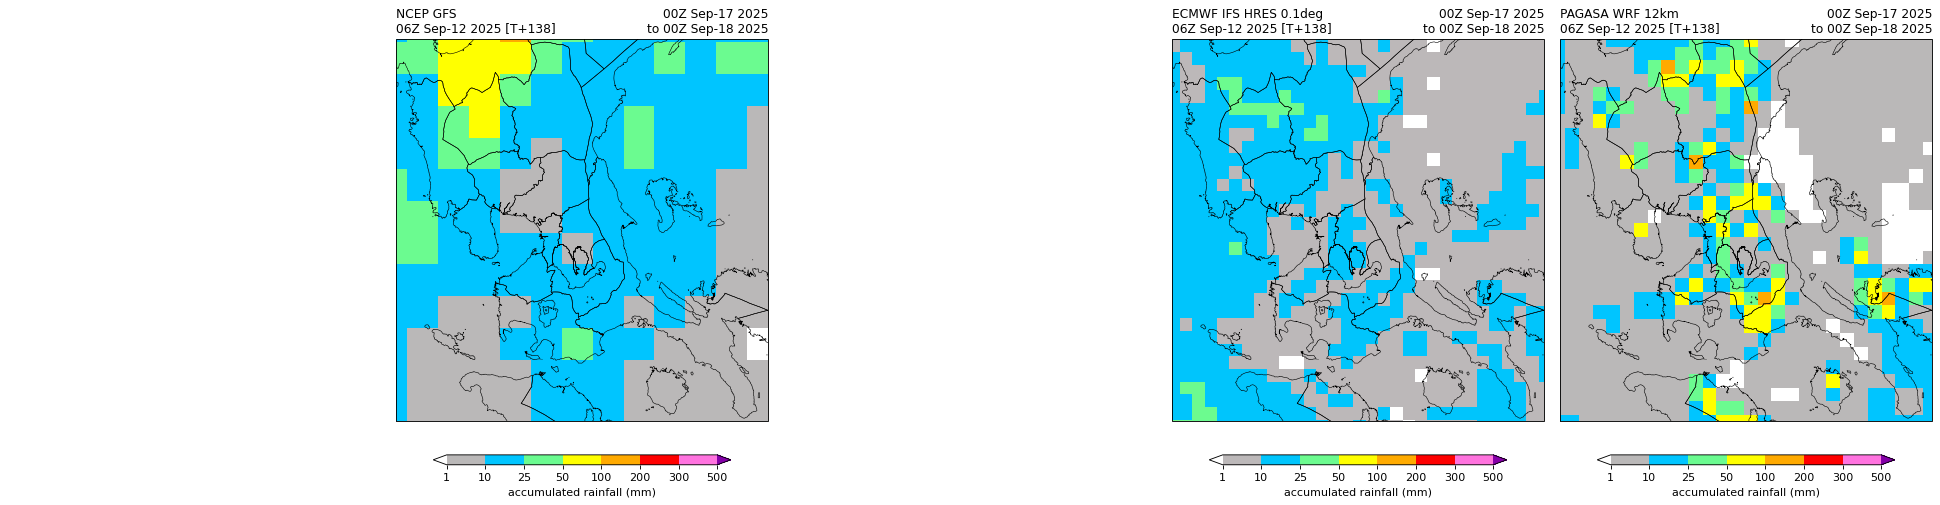 NCEP GFS 00Z Sep-17 2025
06Z Sep-12 2025 [T+138] to 00Z Sep-18 2025
1 10 25 50 100 200 300 500
accumulated rainfall (mm)
ECMWF IFS HRES 0.1deg 00Z Sep-17 2025
06Z Sep-12 2025 [T+138] to 00Z Sep-18 2025
1 10 25 50 100 200 300 500
accumulated rainfall (mm)
PAGASA WRF 12km 00Z Sep-17 2025
06Z Sep-12 2025 [T+138] to 00Z Sep-18 2025
1 10 25 50 100 200 300 500
accumulated rainfall (mm)